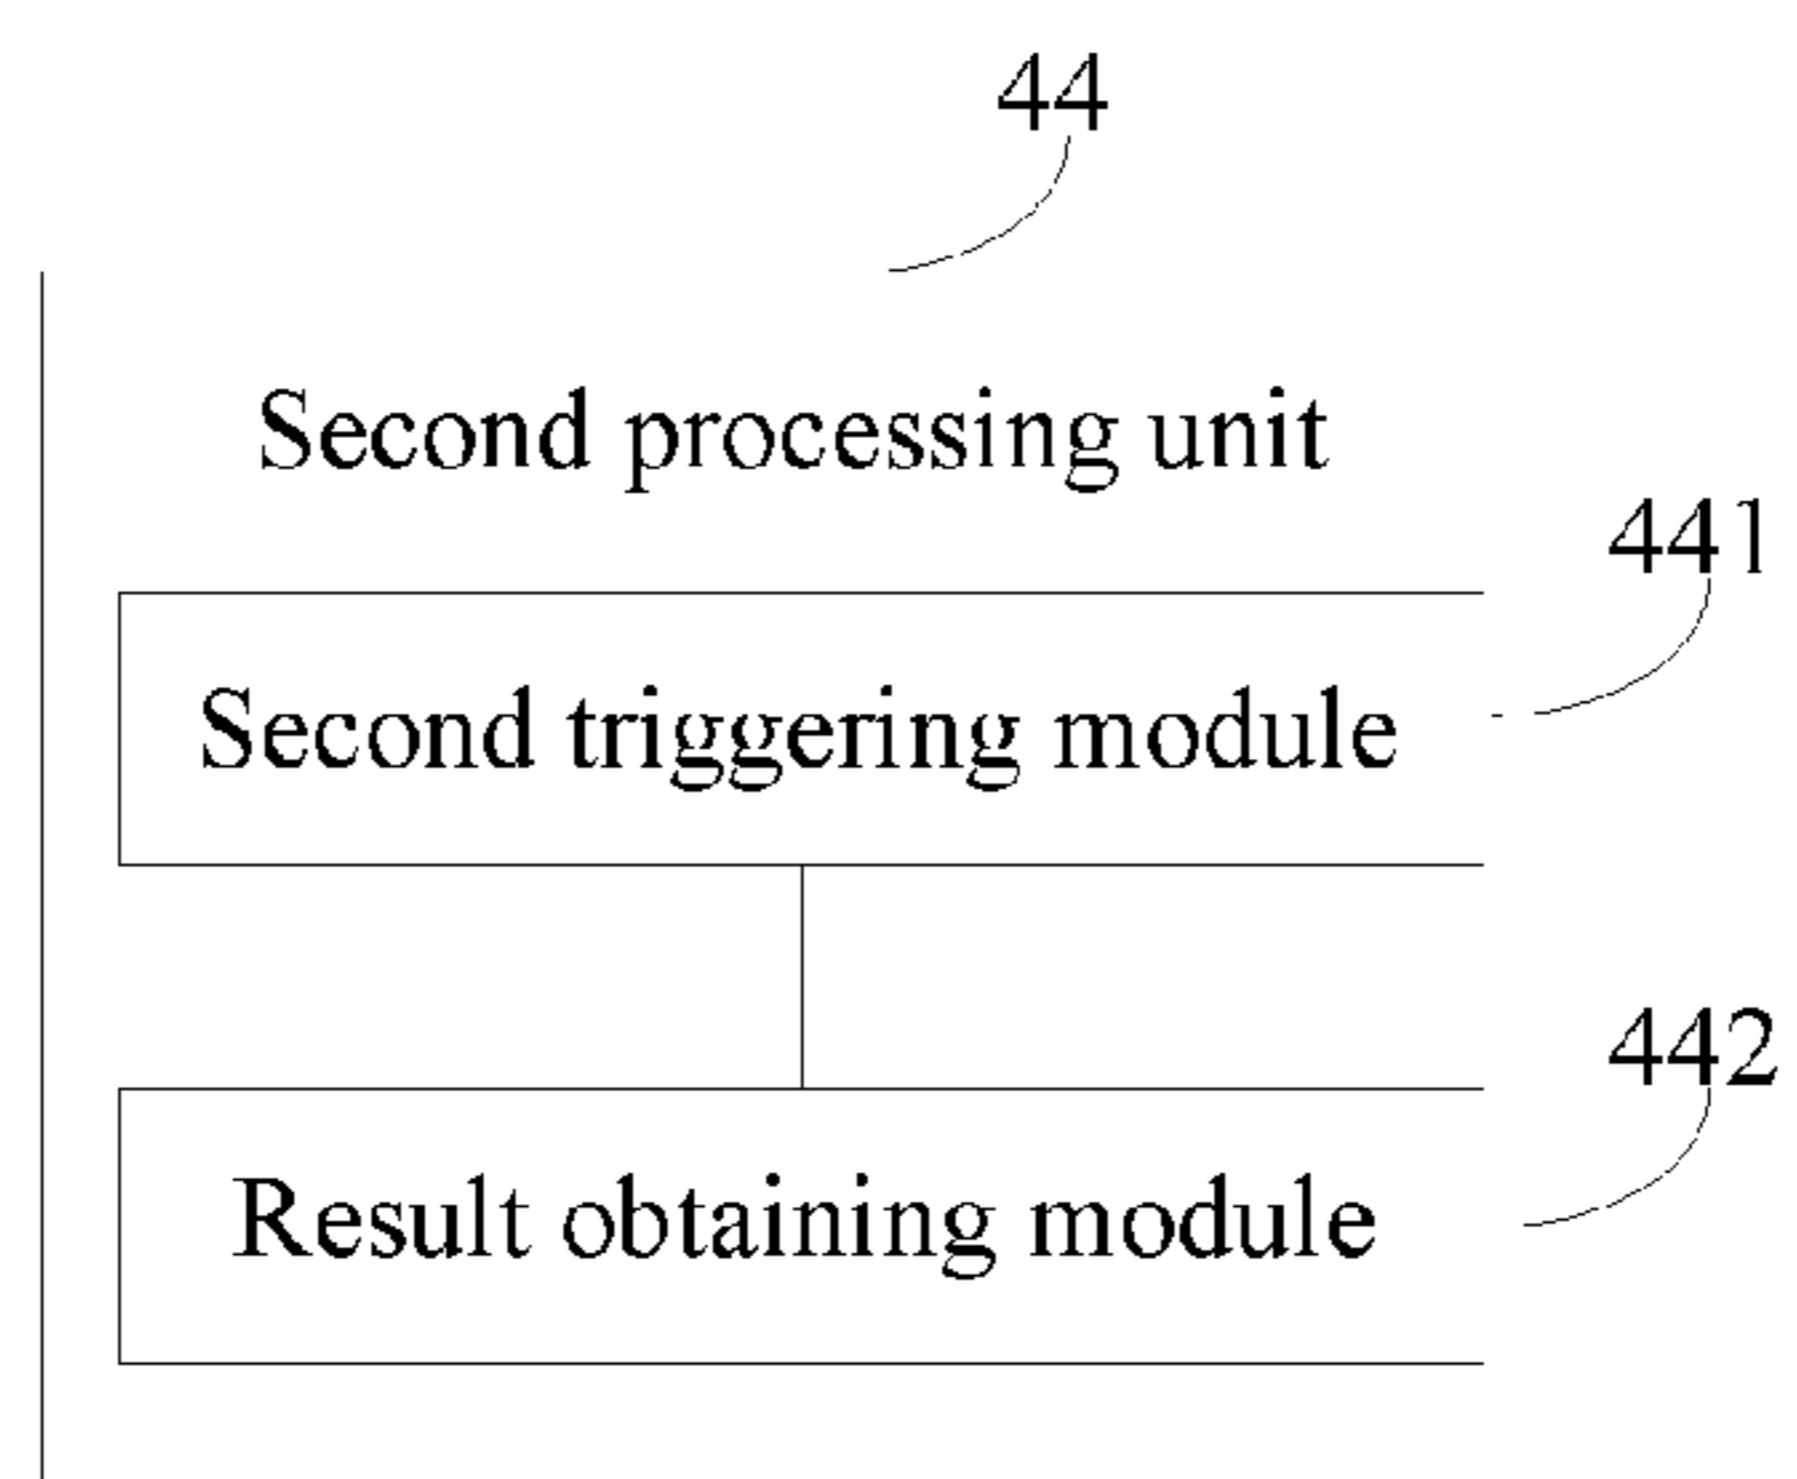 44
Second processing unit
441
Second triggering module
442
Result obtaining module